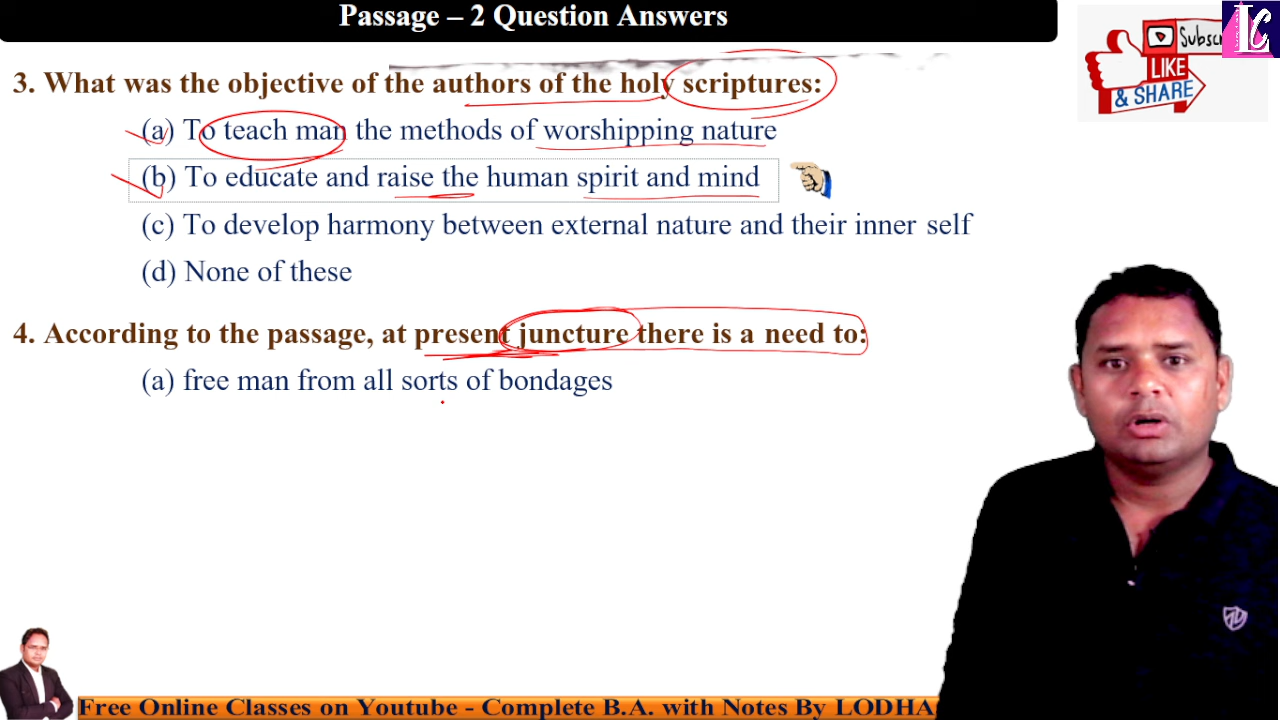 Passage – 2 Question Answers
3. What was the objective of the authors of the holy scriptures:
(a) To teach man the methods of worshipping nature
(b) To educate and raise the human spirit and mind
(c) To develop harmony between external nature and their inner self
(d) None of these
4. According to the passage, at present juncture there is a need to:
(a) free man from all sorts of bondages
LIKE
& SHARE
LC
Free Online Classes on Youtube - Complete B.A. with Notes By LODHA